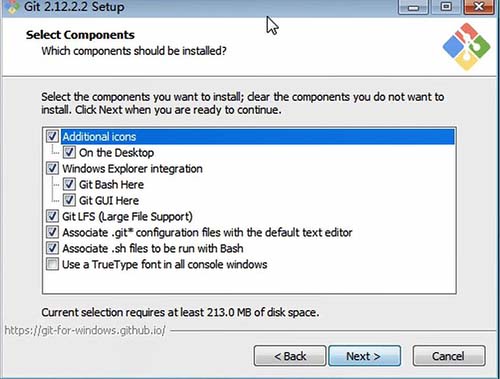 Git 2.12.2.2 Setup
Select Components
Which components should be installed?
Select the components you want to install; clear the components you do not want to
install. Click Next when you are ready to continue.
Additional icons
On the Desktop
Windows Explorer integration
Git Bash Here
Git GUI Here
Git LFS (Large File Support)
Associate .git* configuration files with the default text editor
Associate .sh files to be run with Bash
Use a TrueType font in all console windows
Current selection requires at least 213.0 MB of disk space.
https://git-for-windows.github.io/
< Back
Next >
Cancel